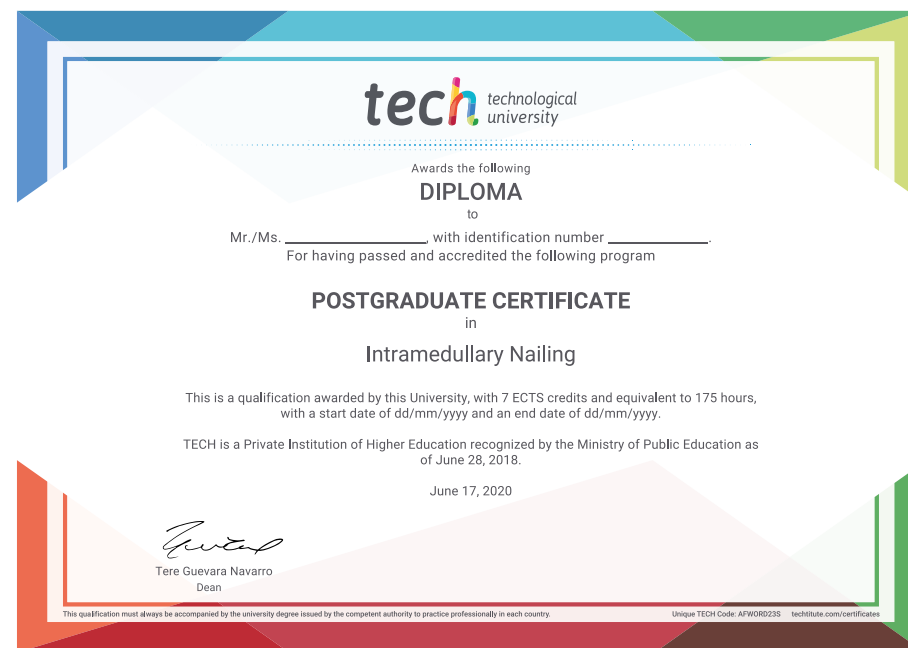 tech technological
university
Awards the following
DIPLOMA
to
Mr./Ms. ____________________, with identification number ______________.
For having passed and accredited the following program
POSTGRADUATE CERTIFICATE
in
Intramedullary Nailing
This is a qualification awarded by this University, with 7 ECTS credits and equivalent to 175 hours,
with a start date of dd/mm/yyyy and an end date of dd/mm/yyyy.
TECH is a Private Institution of Higher Education recognized by the Ministry of Public Education as
of June 28, 2018.
June 17, 2020
Tere Guevara Navarro
Dean
This qualification must always be accompanied by the university degree issued by the competent authority to practice professionally in each country. Unique TECH Code: AFWORD23S techtitute.com/certificates